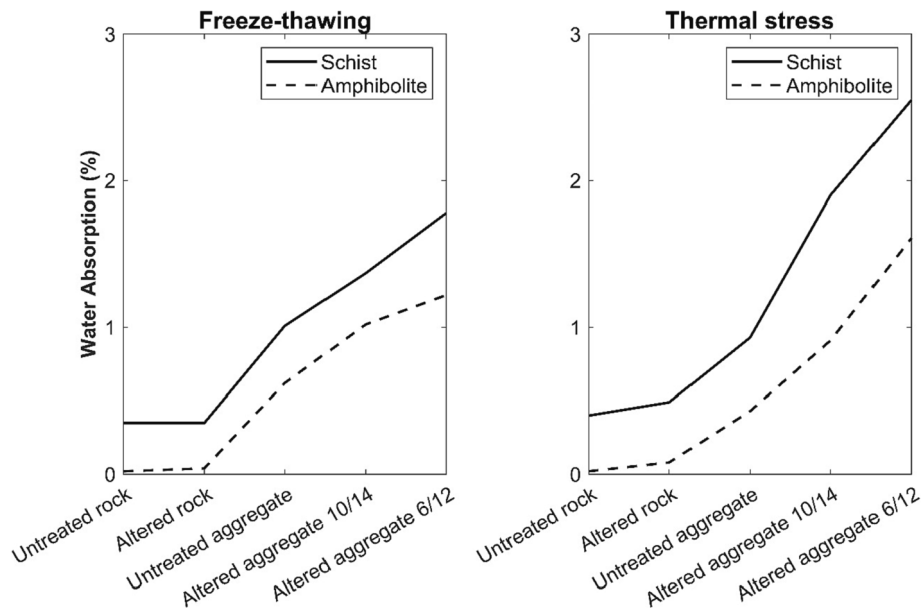 Freeze-thawing
Thermal stress
3
Schist
Amphibolite
2
1
0
Water Absorption (%)
Untreated rock
Altered rock
Untreated aggregate
Altered aggregate 10/14
Altered aggregate 6/12
3
Schist
Amphibolite
2
1
0
Untreated rock
Altered rock
Untreated aggregate
Altered aggregate 10/14
Altered aggregate 6/12